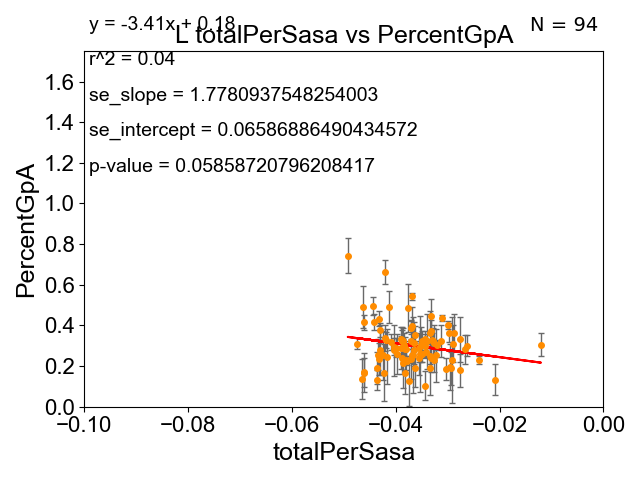 y = -3.41x + 0.18
L totalPerSasa vs PercentGpA
N = 94
r^2 = 0.04
se_slope = 1.7780937548254003
se_intercept = 0.06586886490434572
p-value = 0.05858720796208417
PercentGpA
1.6
1.4
1.2
1.0
0.8
0.6
0.4
0.2
0.0
−0.10
−0.08
−0.06
−0.04
−0.02
0.00
totalPerSasa